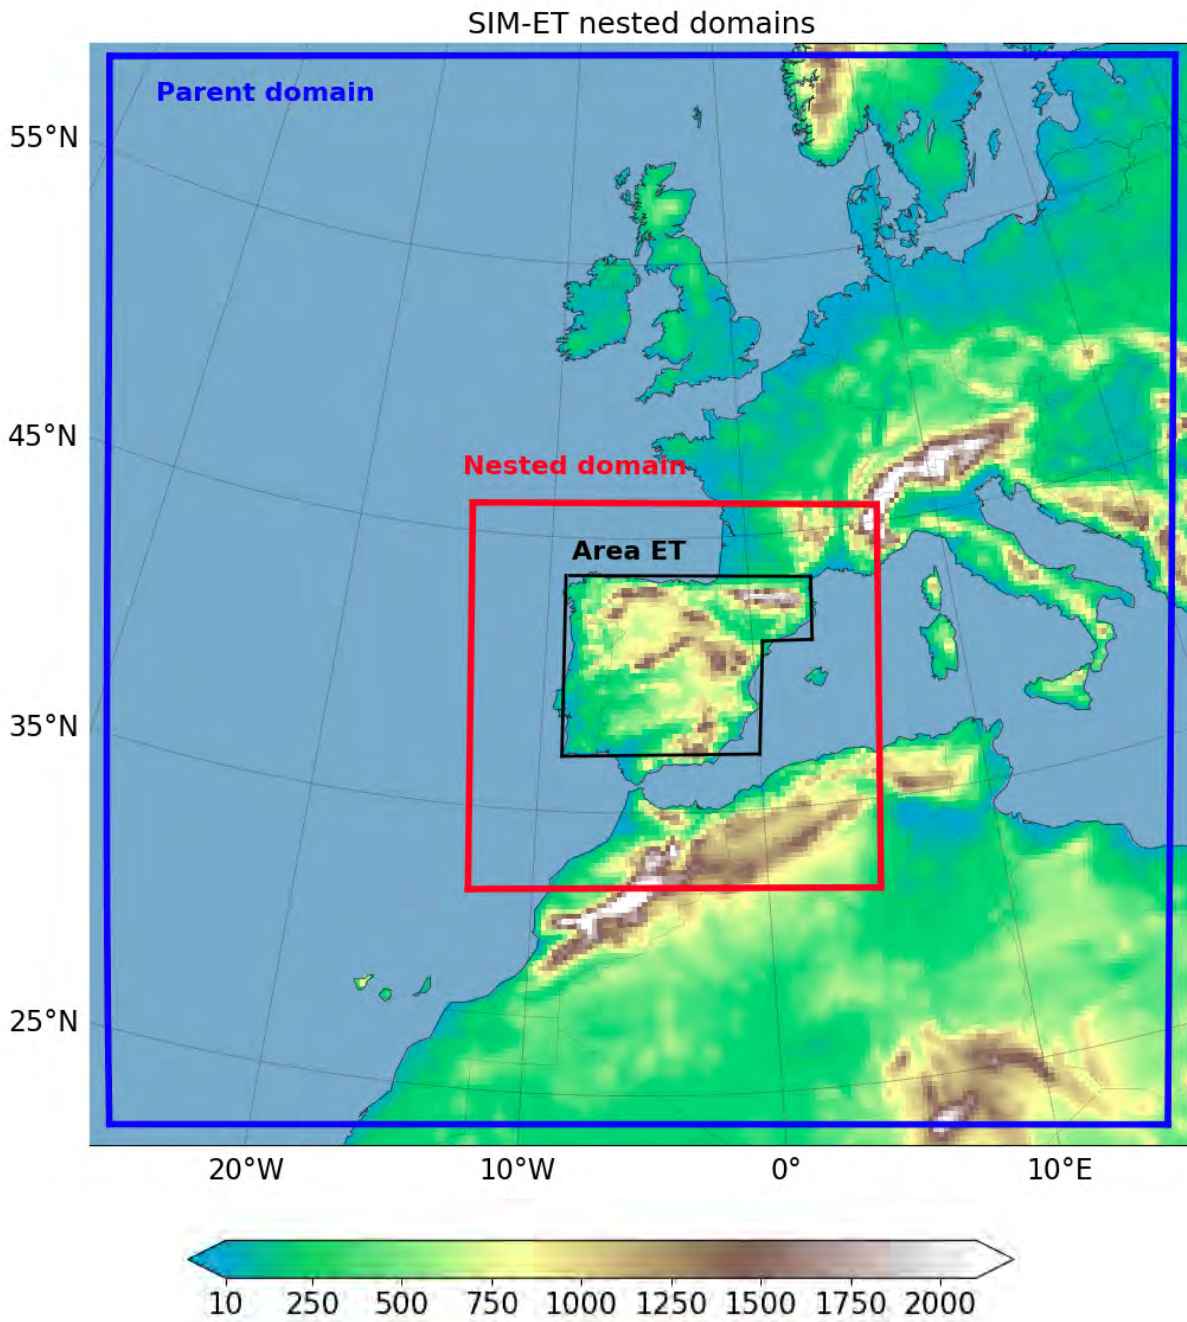 SIM-ET nested domains
Parent domain
55°N
45°N
Nested domain
Area ET
35°N
25°N
20°W 10°W 0° 10°E
10 250 500 750 1000 1250 1500 1750 2000